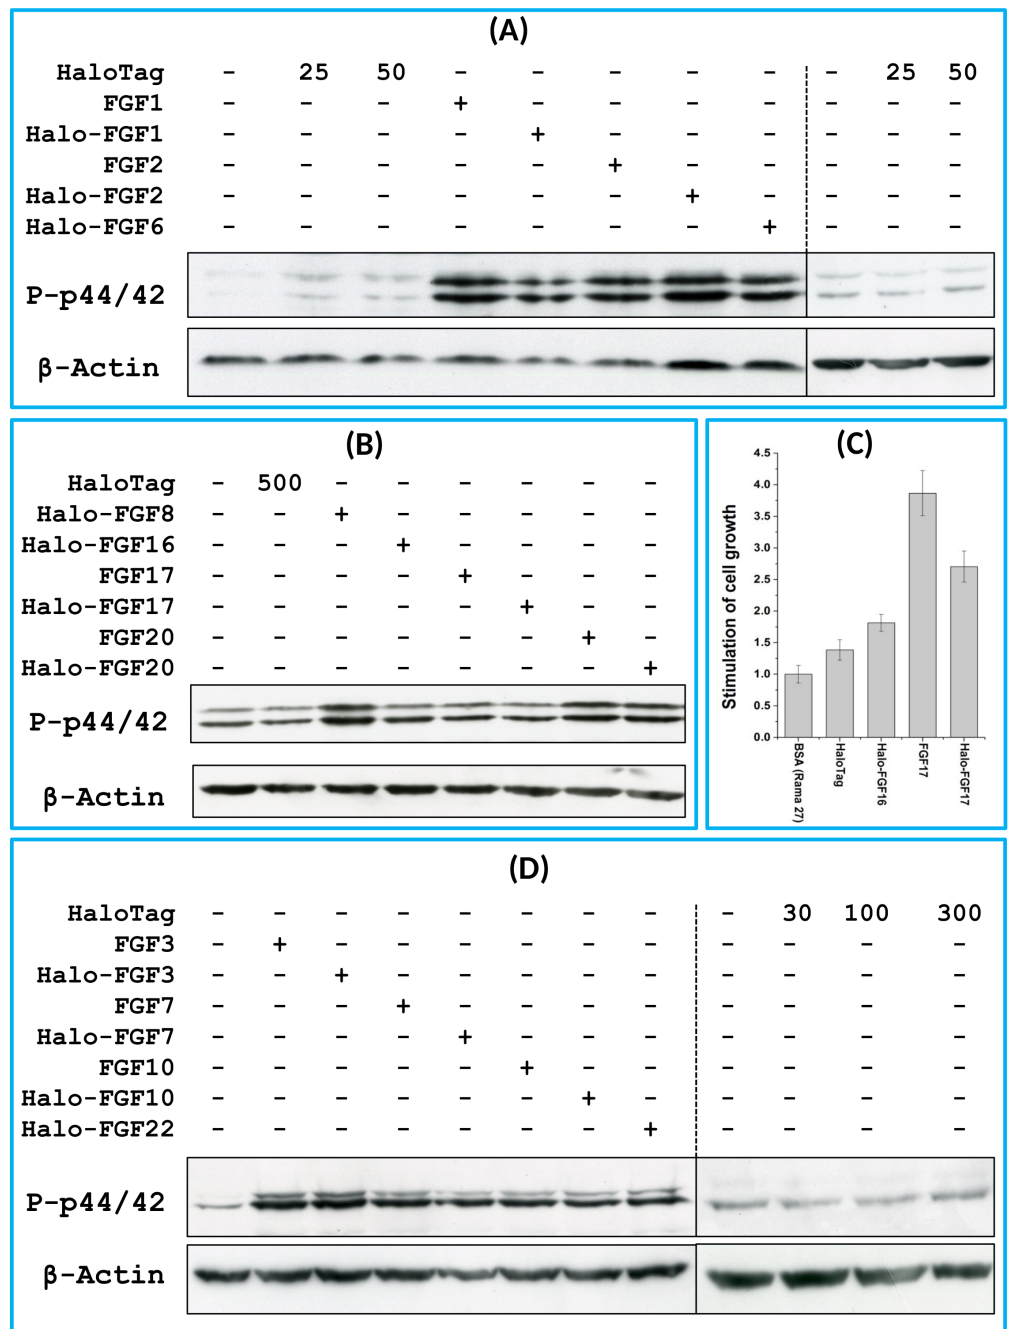 (A)
HaloTag - 25 50 - - - - - - 25 50
FGF1 - - - + - - - - - - -
Halo-FGF1 - - - - + - - - - - -
FGF2 - - - - - + - - - - -
Halo-FGF2 - - - - - - + - - - -
Halo-FGF6 - - - - - - - + - - -
P-p44/42
β-Actin
(B)
HaloTag - 500 - - - - - -
Halo-FGF8 - - + - - - - -
Halo-FGF16 - - - + - - - -
FGF17 - - - - + - - -
Halo-FGF17 - - - - - + - -
FGF20 - - - - - - + -
Halo-FGF20 - - - - - - - +
P-p44/42
β-Actin
(C)
Stimulation of cell growth
4.5
4.0
3.5
3.0
2.5
2.0
1.5
1.0
0.5
0.0
BSA (Rama 27)
HaloTag
Halo-FGF16
FGF17
Halo-FGF17
(D)
HaloTag - - - - - - - - - 30 100 300
FGF3 - + - - - - - - - - - -
Halo-FGF3 - - + - - - - - - - - -
FGF7 - - - + - - - - - - - -
Halo-FGF7 - - - - + - - - - - - -
FGF10 - - - - - + - - - - - -
Halo-FGF10 - - - - - - + - - - - -
Halo-FGF22 - - - - - - - + - - - -
P-p44/42
β-Actin